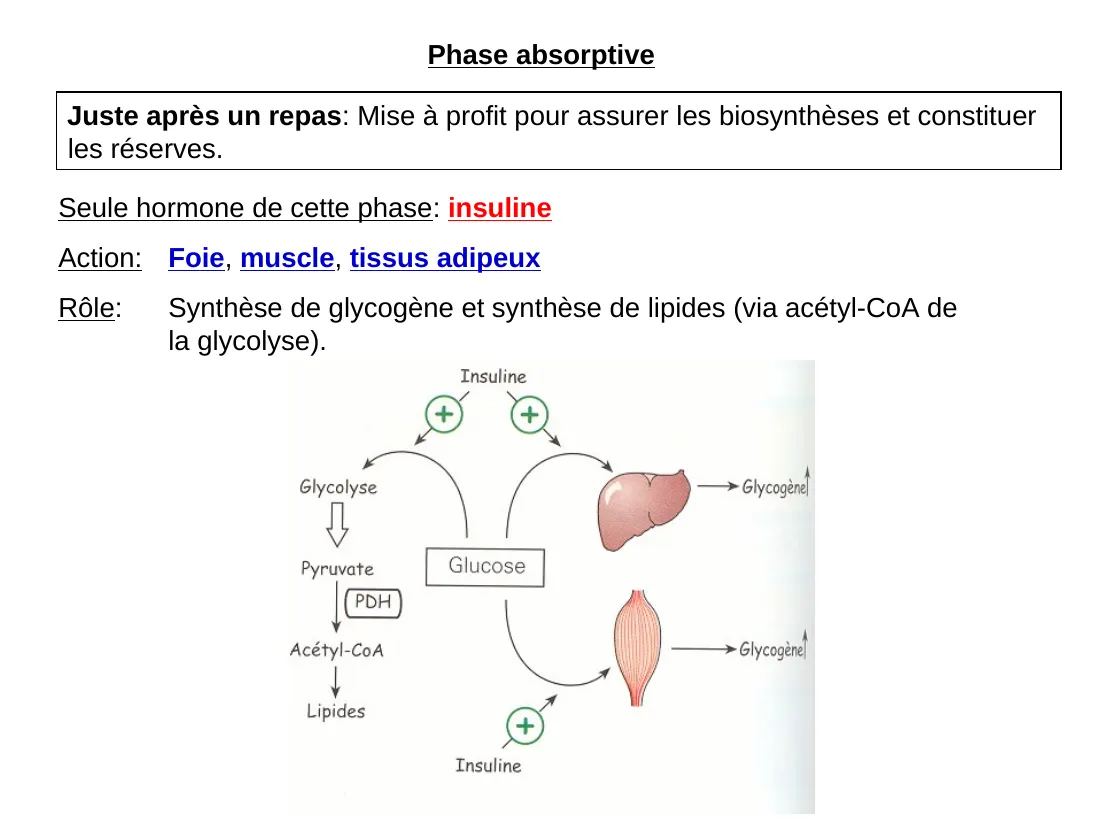 Phase absorptive
Juste après un repas: Mise à profit pour assurer les biosynthèses et constituer
les réserves.
Seule hormone de cette phase: insuline
Action: Foie, muscle, tissus adipeux
Rôle: Synthèse de glycogène et synthèse de lipides (via acétyl-CoA de
la glycolyse).
Insuline
+ +
Glycolyse
Glycogène
Pyruvate
Glucose
PDH
Acétyl-CoA
Glycogène
Lipides
+
Insuline